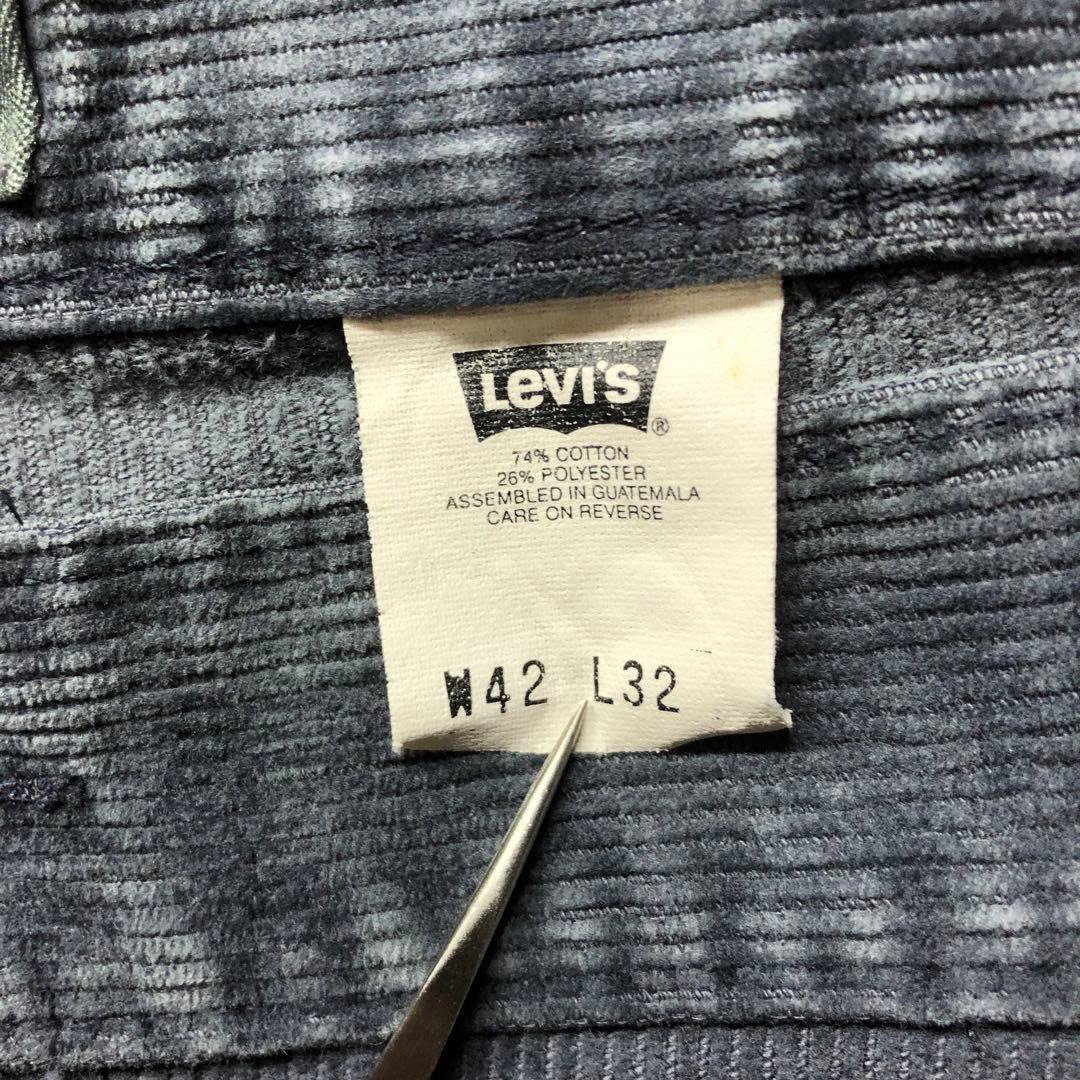 Levi's
®
74% COTTON
26% POLYESTER
ASSEMBLED IN GUATEMALA
CARE ON REVERSE
W42 L32